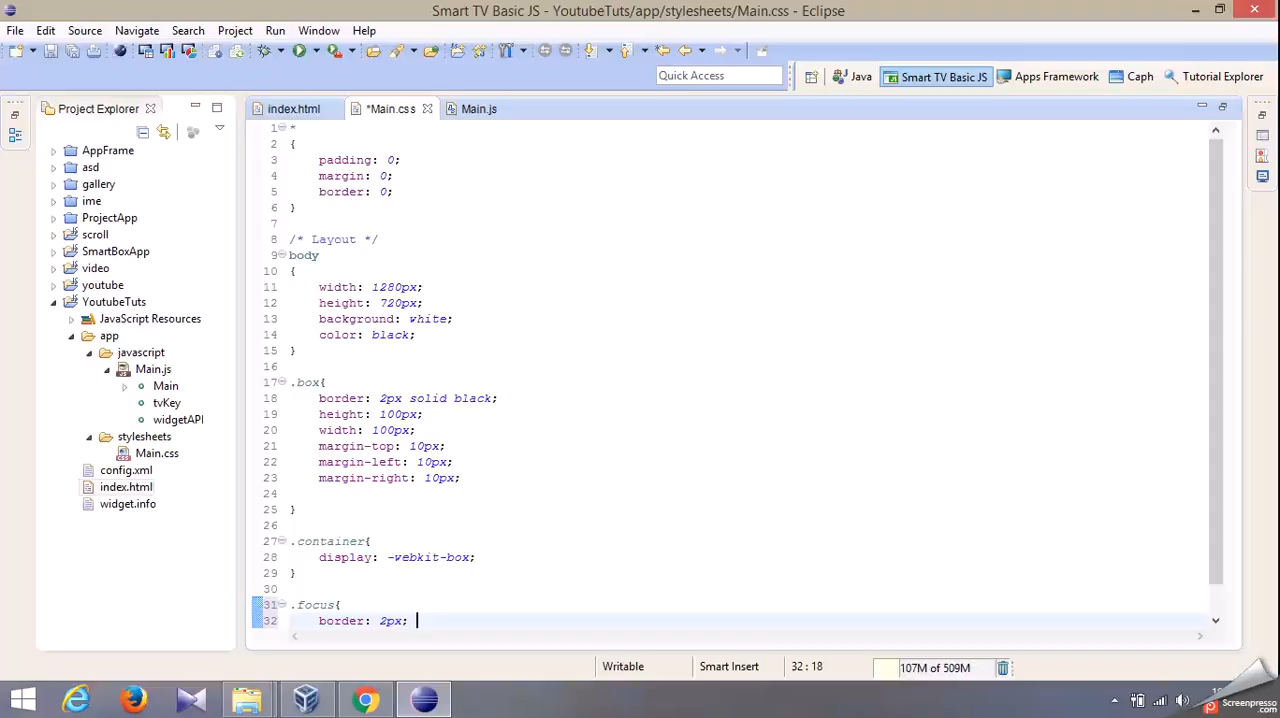 Smart TV Basic JS - YoutubeTuts/app/stylesheets/Main.css - Eclipse
File Edit Source Navigate Search Project Run Window Help
Quick Access
Java Smart TV Basic JS Apps Framework Caph Tutorial Explorer
Project Explorer
index.html *Main.css Main.js
AppFrame
asd
gallery
ime
ProjectApp
scroll
SmartBoxApp
video
youtube
YoutubeTuts
JavaScript Resources
app
javascript
Main.js
Main
tvKey
widgetAPI
stylesheets
Main.css
config.xml
index.html
widget.info
1 *
2 {
3 padding: 0;
4 margin: 0;
5 border: 0;
6 }
7
8 /* Layout */
9 body
10 {
11 width: 1280px;
12 height: 720px;
13 background: white;
14 color: black;
15 }
16
17 .box{
18 border: 2px solid black;
19 height: 100px;
20 width: 100px;
21 margin-top: 10px;
22 margin-left: 10px;
23 margin-right: 10px;
24
25 }
26
27 .container{
28 display: -webkit-box;
29 }
30
31 .focus{
32 border: 2px;
Writable Smart Insert 32 : 18 107M of 509M
Screenpresso
.com